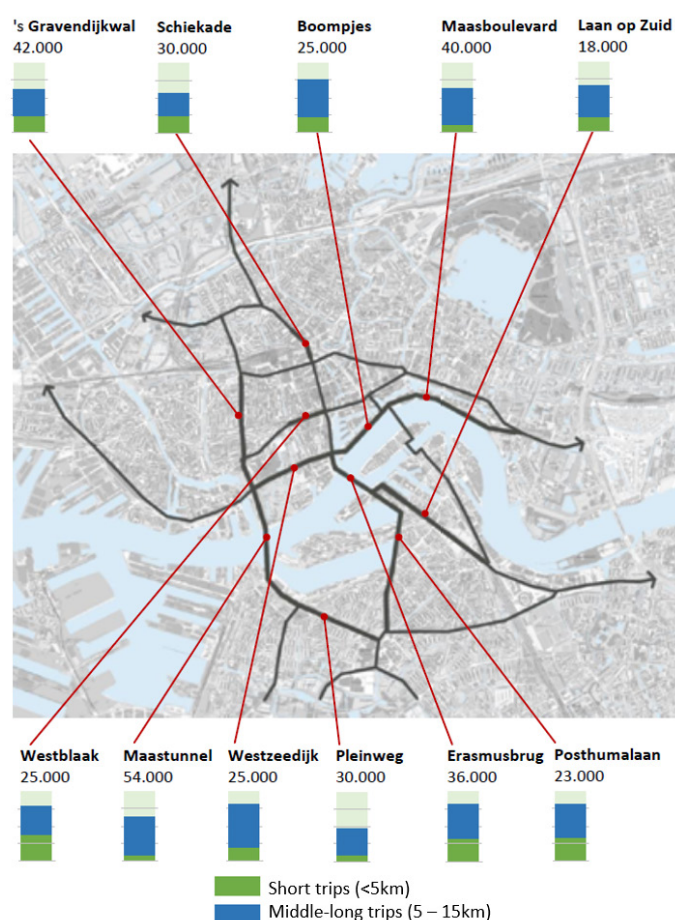 's Gravendijkwal
42.000
Schiekade
30.000
Boompjes
25.000
Maasboulevard
40.000
Laan op Zuid
18.000
Westblaak
25.000
Maastunnel
54.000
Westzeedijk
25.000
Pleinweg
30.000
Erasmusbrug
36.000
Posthumalaan
23.000
Short trips (<5km)
Middle-long trips (5 – 15km)